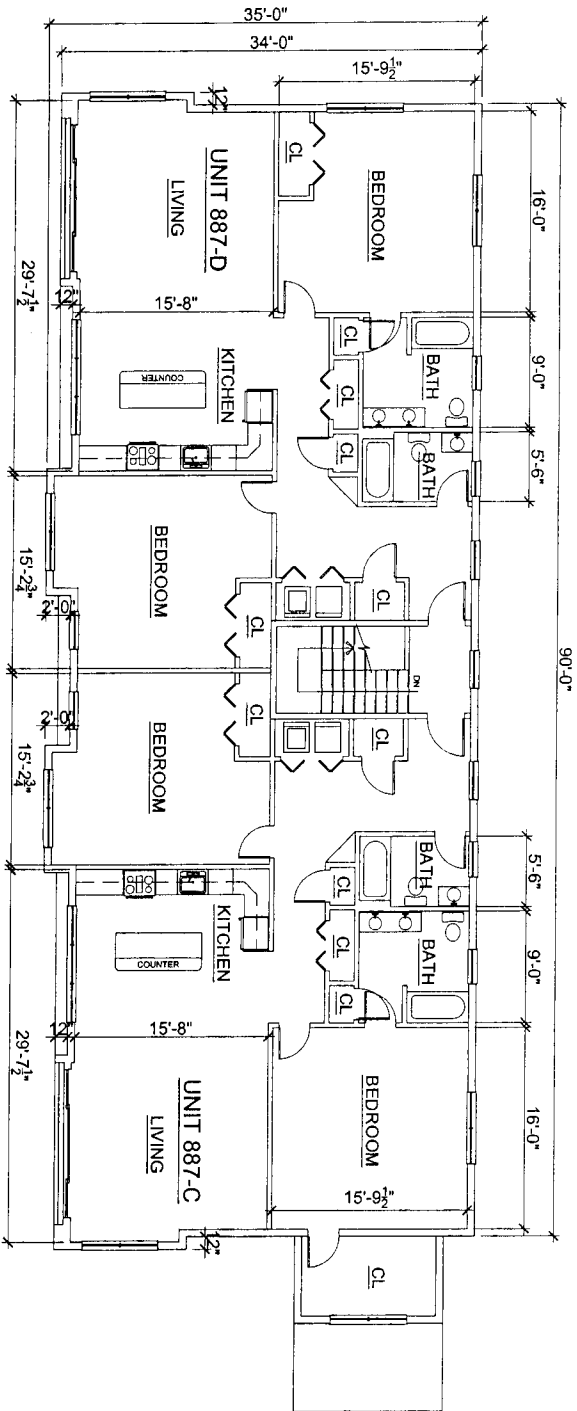 35'-0"
34'-0"
15'-9½"
12"
90'-0"
CL
BEDROOM
16'-0"
UNIT 887-D
LIVING
29'-7½"
12"
15'-8"
KITCHEN
COUNTER
CL
CL
CL
BATH
9'-0"
BATH
5'-6"
BEDROOM
15'-2¾"
2'-0"
CL
CL
DN
BEDROOM
15'-2¾"
2'-0"
CL
CL
BATH
5'-6"
KITCHEN
COUNTER
CL
CL
CL
BATH
9'-0"
29'-7½"
12"
15'-8"
UNIT 887-C
LIVING
BEDROOM
16'-0"
15'-9½"
12"
CL